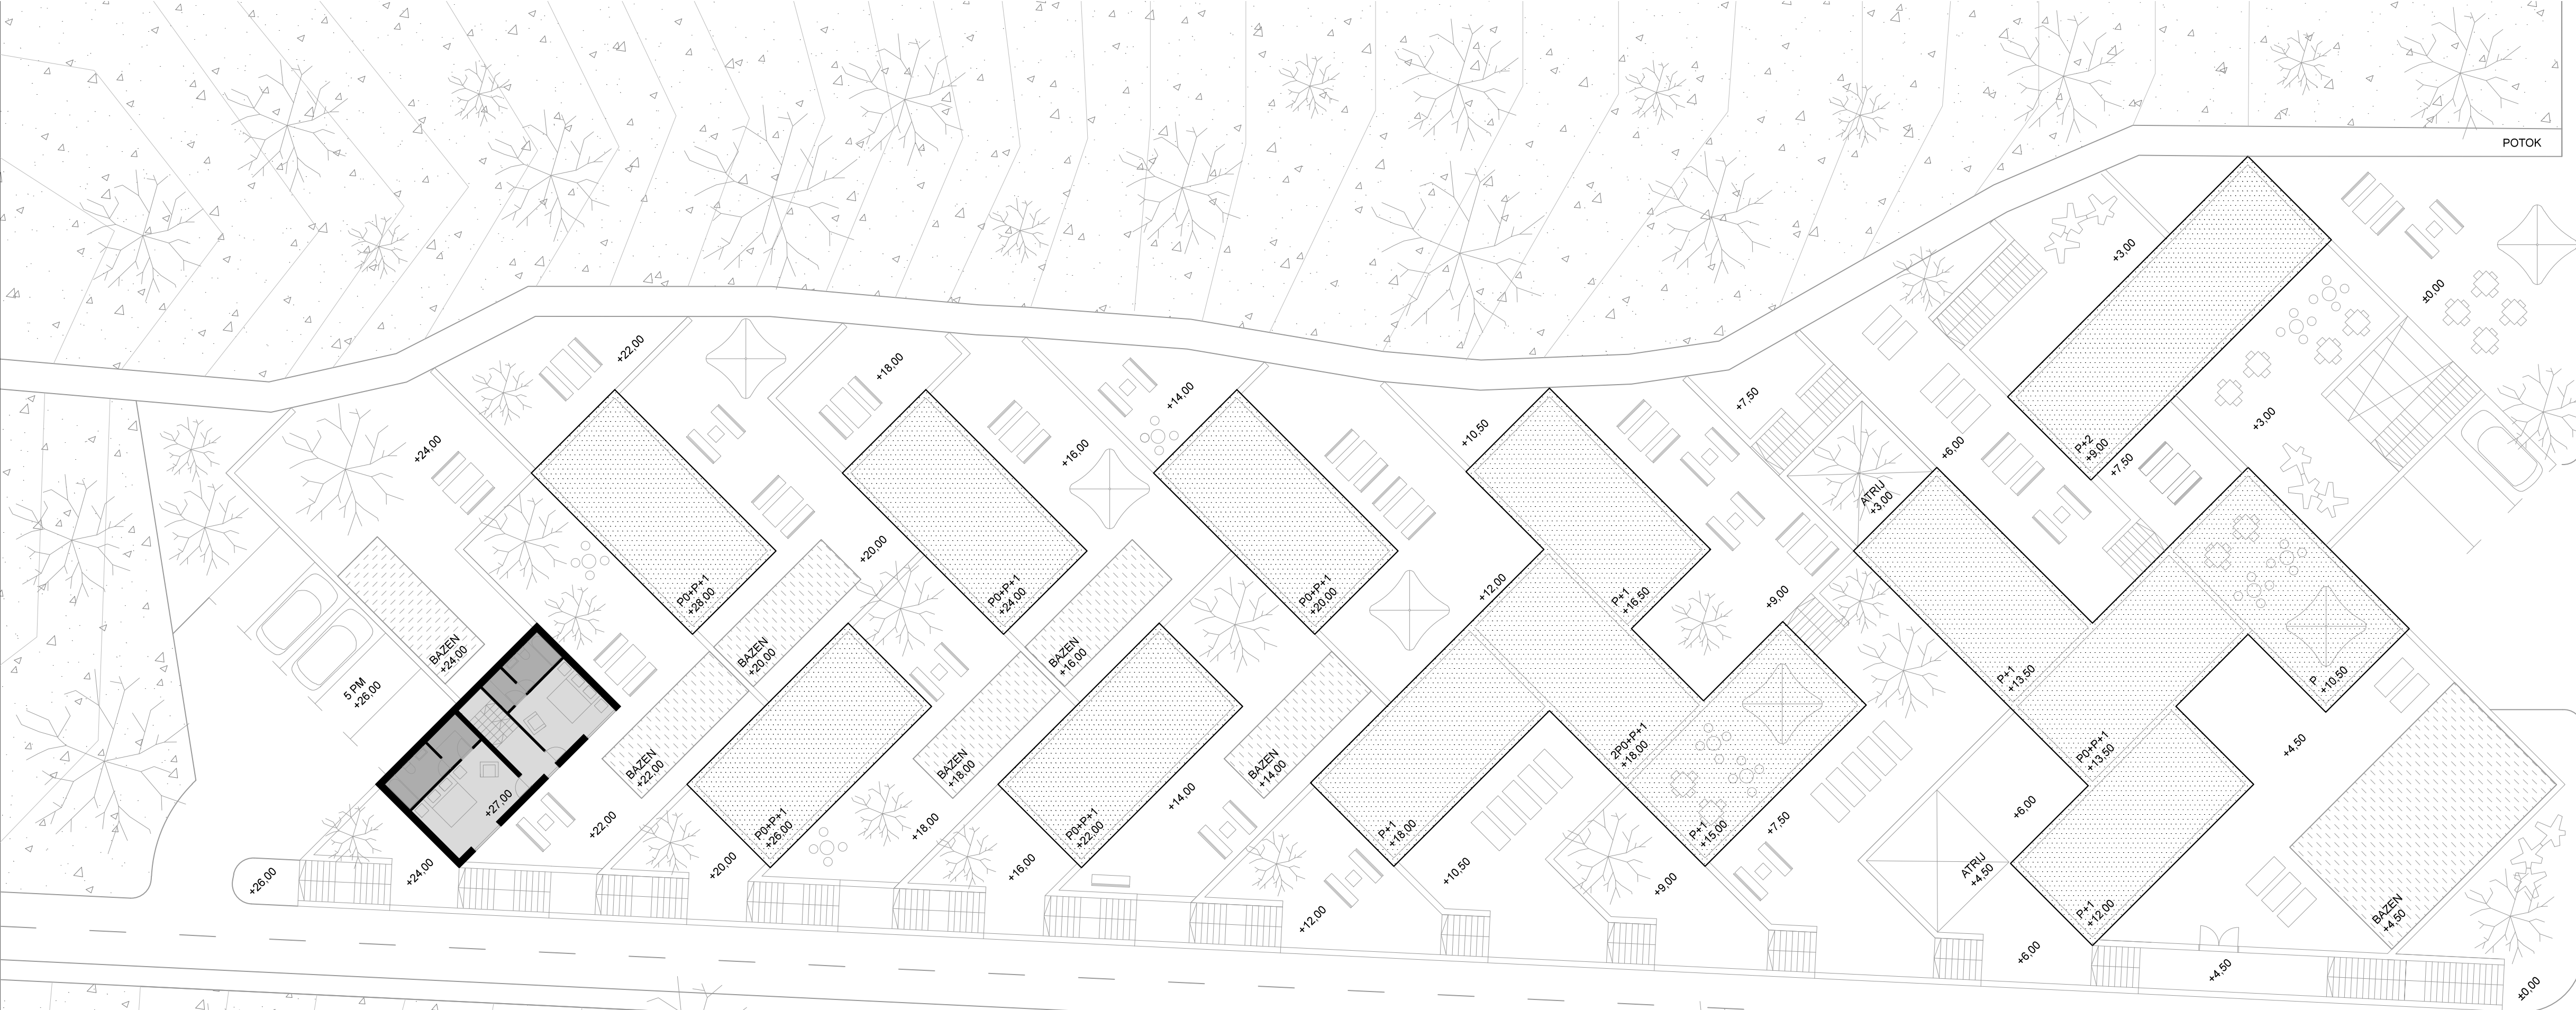 POTOK
+3,00
±0,00
+22,00
+18,00
+14,00
+7,50
+24,00
+16,00
+10,50
+6,00
P+2
+9,00
+7,50
+3,00
ATRIJ
+3,00
+20,00
P0+P+1
+28,00
P0+P+1
+24,00
P0+P+1
+20,00
+12,00
P+1
+16,50
+9,00
BAZEN
+24,00
BAZEN
+20,00
BAZEN
+16,00
5 PM
+26,00
P+1
+13,50
P
+10,50
BAZEN
+22,00
BAZEN
+18,00
BAZEN
+14,00
2P0+P+1
+18,00
P0+P+1
+13,50
+4,50
+27,00
+22,00
P0+P+1
+26,00
+18,00
P0+P+1
+22,00
+14,00
P+1
+18,00
P+1
+15,00
+7,50
+6,00
+26,00
+24,00
+20,00
+16,00
+12,00
+10,50
+9,00
ATRIJ
+4,50
P+1
+12,00
BAZEN
+4,50
+6,00
+4,50
±0,00